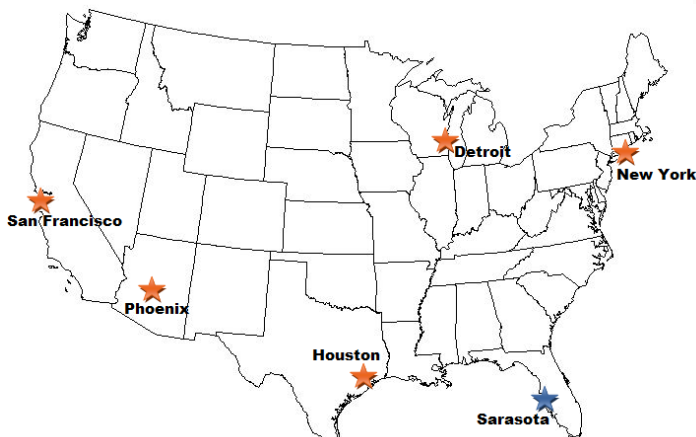 Detroit
New York
San Francisco
Phoenix
Houston
Sarasota